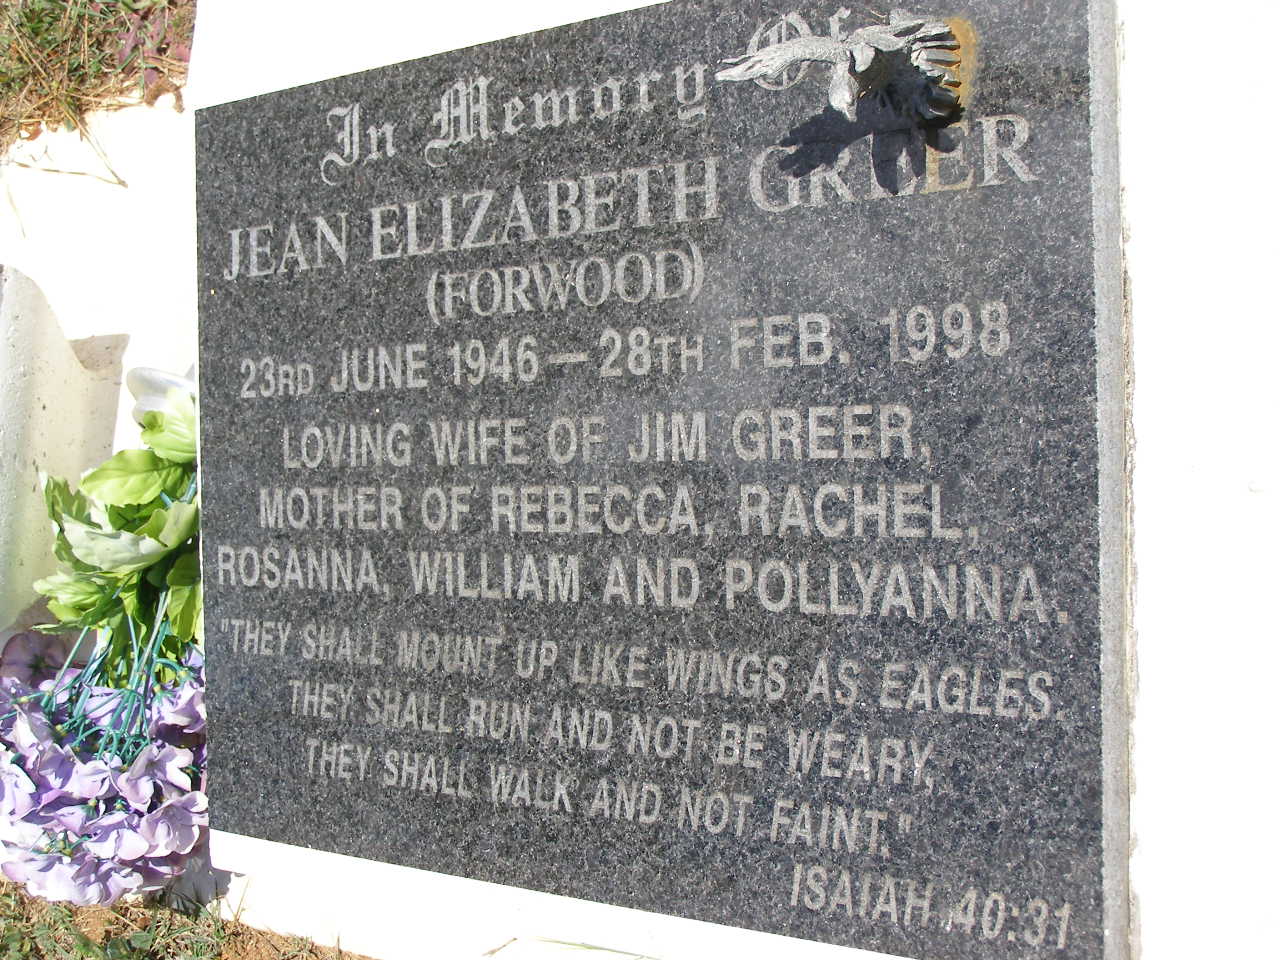 In Memory Of
JEAN ELIZABETH GREER
(FORWOOD)
23RD JUNE 1946 — 28TH FEB. 1998
LOVING WIFE OF JIM GREER,
MOTHER OF REBECCA, RACHEL,
ROSANNA, WILLIAM AND POLLYANNA.
"THEY SHALL MOUNT UP LIKE WINGS AS EAGLES.
THEY SHALL RUN AND NOT BE WEARY,
THEY SHALL WALK AND NOT FAINT."
ISAIAH 40:31